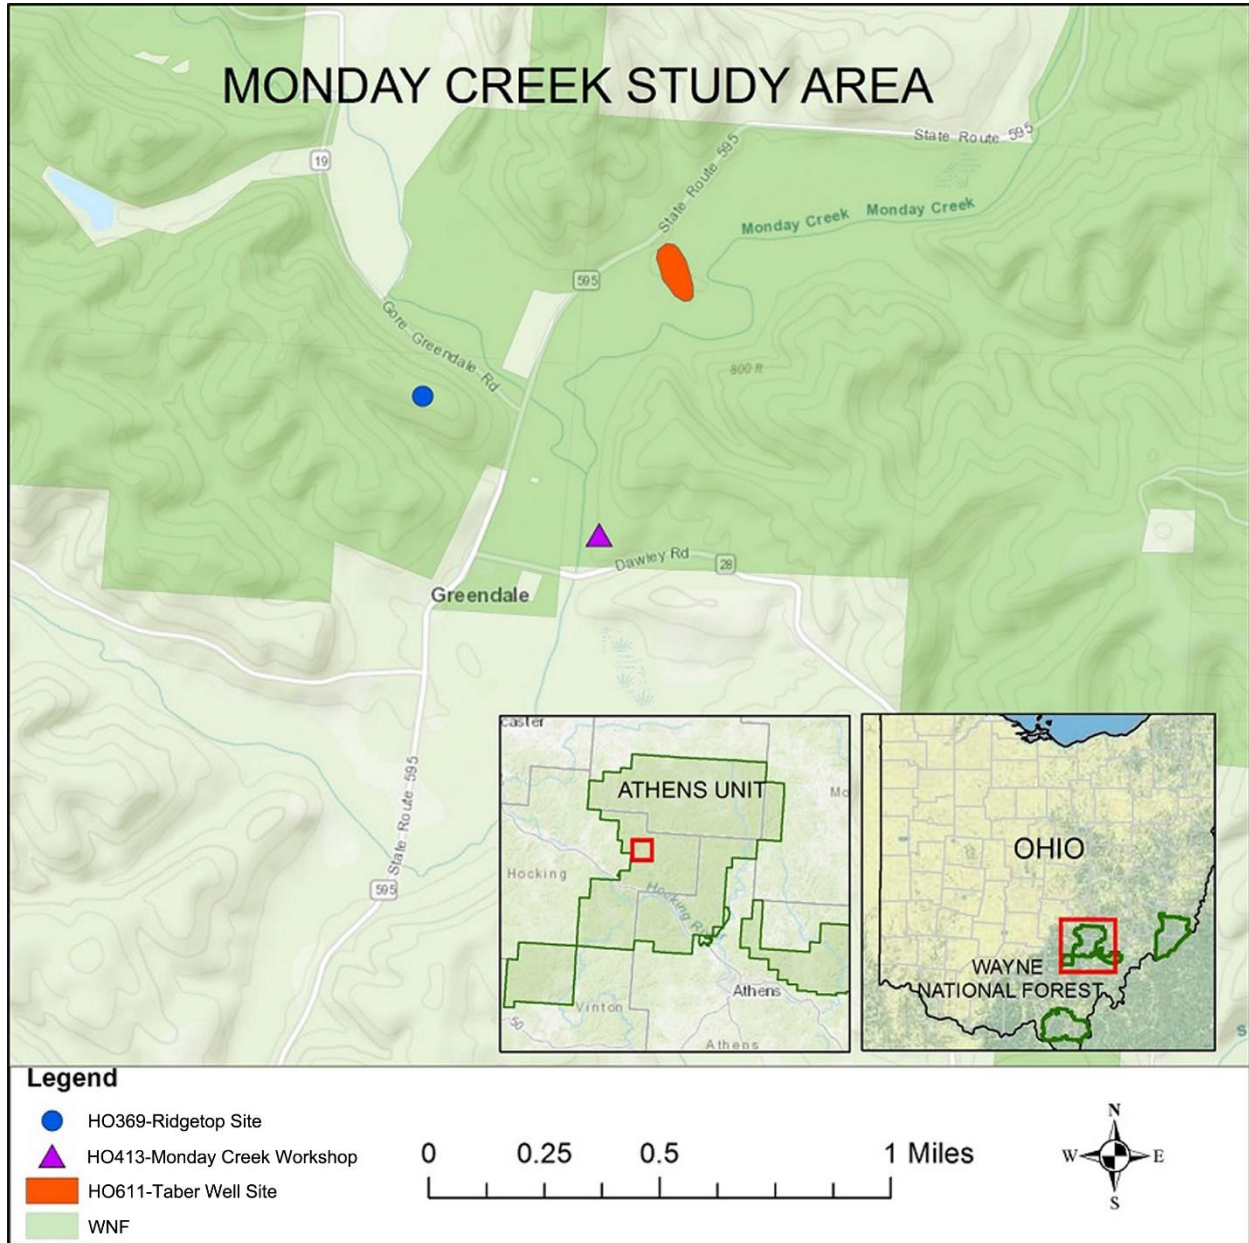 MONDAY CREEK STUDY AREA
State Route 595
State Route 595
19
Monday Creek Monday Creek
595
Gore Greendale Rd
800 ft
Dawley Rd
28
Greendale
State Route 595
595
caster
ATHENS UNIT
Mo
Hocking
Athens
Vinton
50
Athens
OHIO
WAYNE
NATIONAL FOREST
S
Legend
HO369-Ridgetop Site
HO413-Monday Creek Workshop
HO611-Taber Well Site
WNF
0 0.25 0.5 1 Miles
N
W E
S